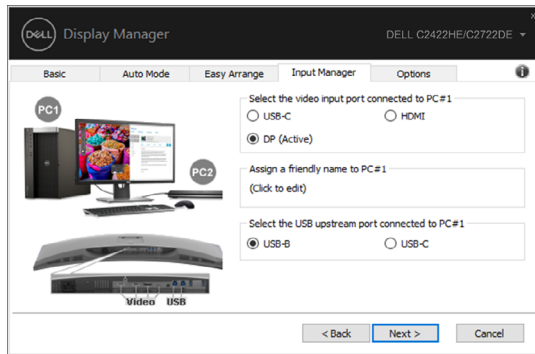 DELL Display Manager
DELL C2422HE/C2722DE
x
Basic
Auto Mode
Easy Arrange
Input Manager
Options
i
PC1
PC2
Video USB
Select the video input port connected to PC#1
USB-C
HDMI
DP (Active)
Assign a friendly name to PC#1
(Click to edit)
Select the USB upstream port connected to PC#1
USB-B
USB-C
< Back
Next >
Cancel